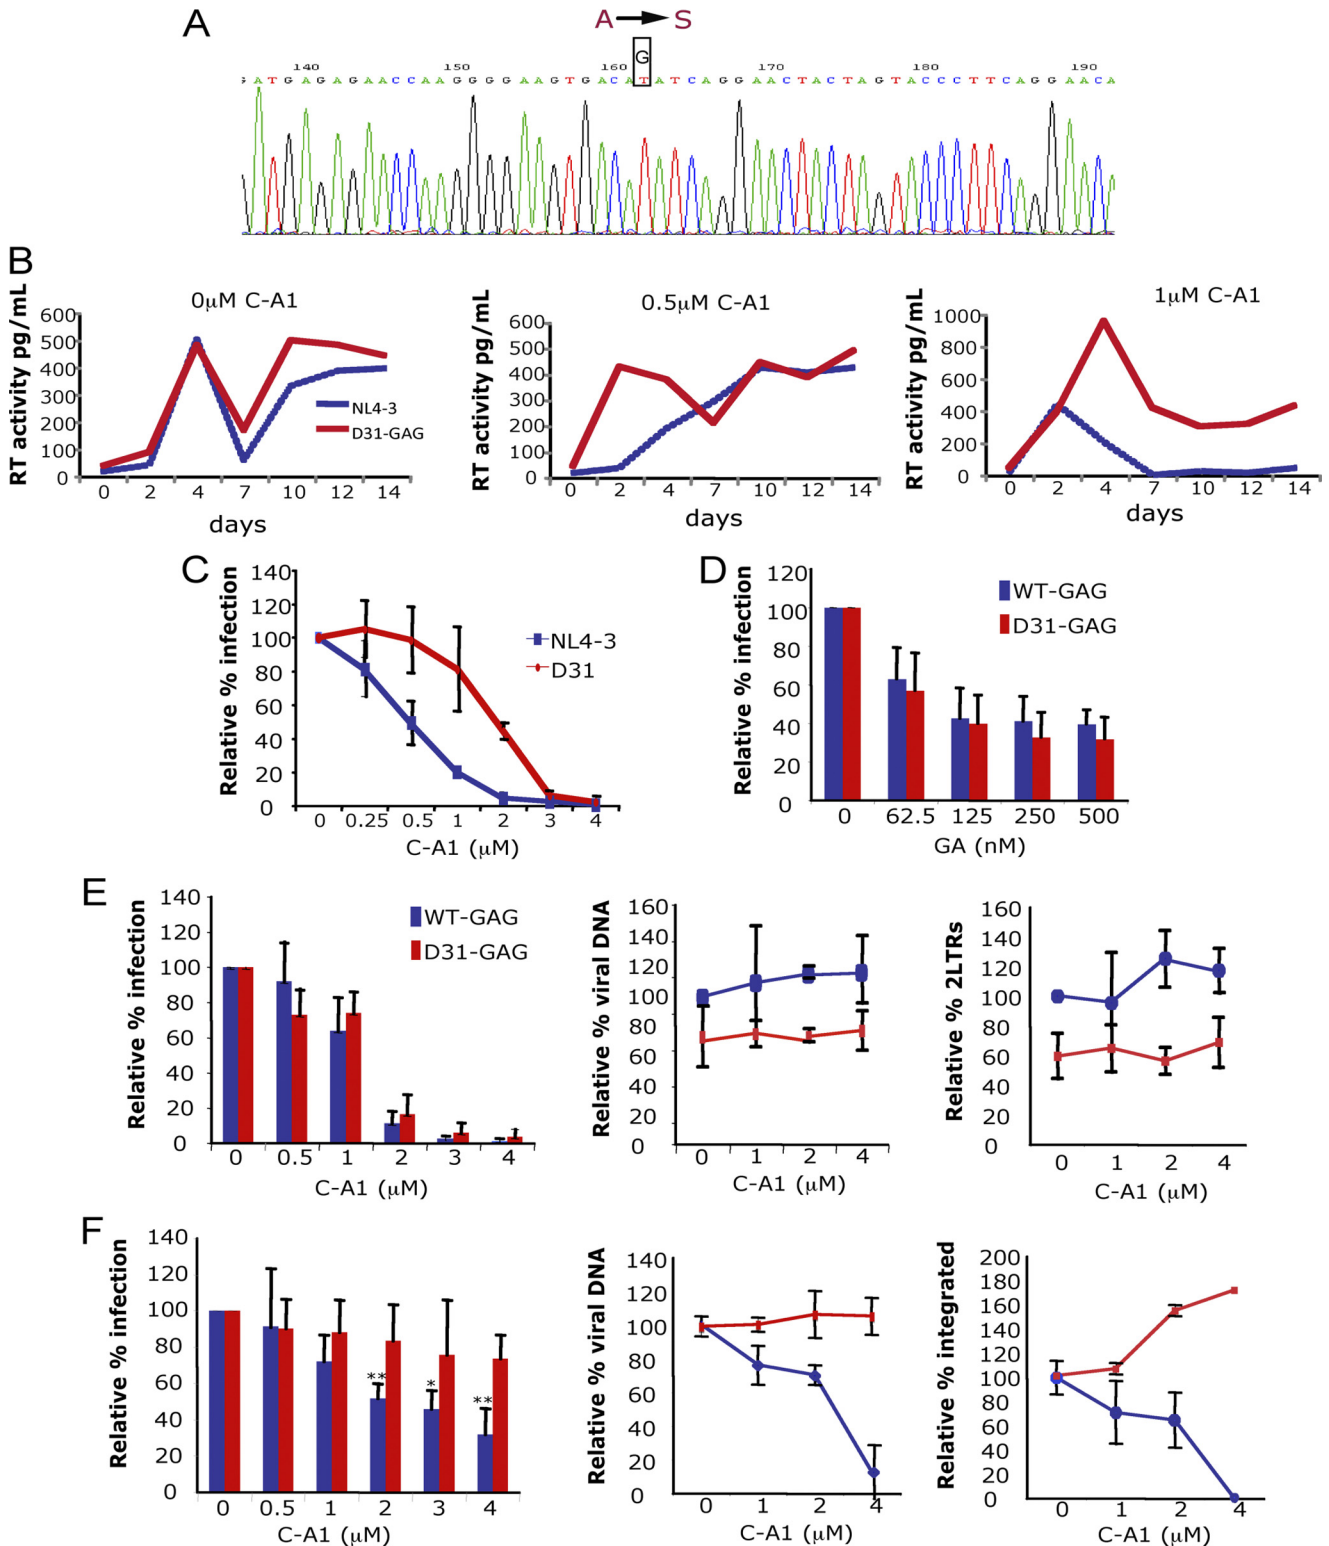 A
A → S
G
140 150 160 170 180 190
G A T G A G A G A A C C A A G G G G A A G T G A C A T A T C A G G A A C T A C T A G T A C C C T T C A G G A A C A
B
0μM C-A1
RT activity pg/mL
600
500
400
300
200
100
0
NL4-3
D31-GAG
0 2 4 7 10 12 14
days
0.5μM C-A1
RT activity pg/mL
600
500
400
300
200
100
0
0 2 4 7 10 12 14
days
1μM C-A1
RT activity pg/mL
1000
800
600
400
200
0
0 2 4 7 10 12 14
days
C
Relative % infection
140
120
100
80
60
40
20
0
NL4-3
D31
0 0.25 0.5 1 2 3 4
C-A1 (μM)
D
Relative % infection
120
100
80
60
40
20
0
WT-GAG
D31-GAG
0 62.5 125 250 500
GA (nM)
E
Relative % infection
140
120
100
80
60
40
20
0
WT-GAG
D31-GAG
0 0.5 1 2 3 4
C-A1 (μM)
Relative % viral DNA
160
140
120
100
80
60
40
20
0
0 1 2 4
C-A1 (μM)
Relative % 2LTRs
160
140
120
100
80
60
40
20
0
0 1 2 4
C-A1 (μM)
F
Relative % infection
140
120
100
80
60
40
20
0
** * **
0 0.5 1 2 3 4
C-A1 (μM)
Relative % viral DNA
140
120
100
80
60
40
20
0
0 1 2 4
C-A1 (μM)
Relative % integrated
200
180
160
140
120
100
80
60
40
20
0
0 1 2 4
C-A1 (μM)